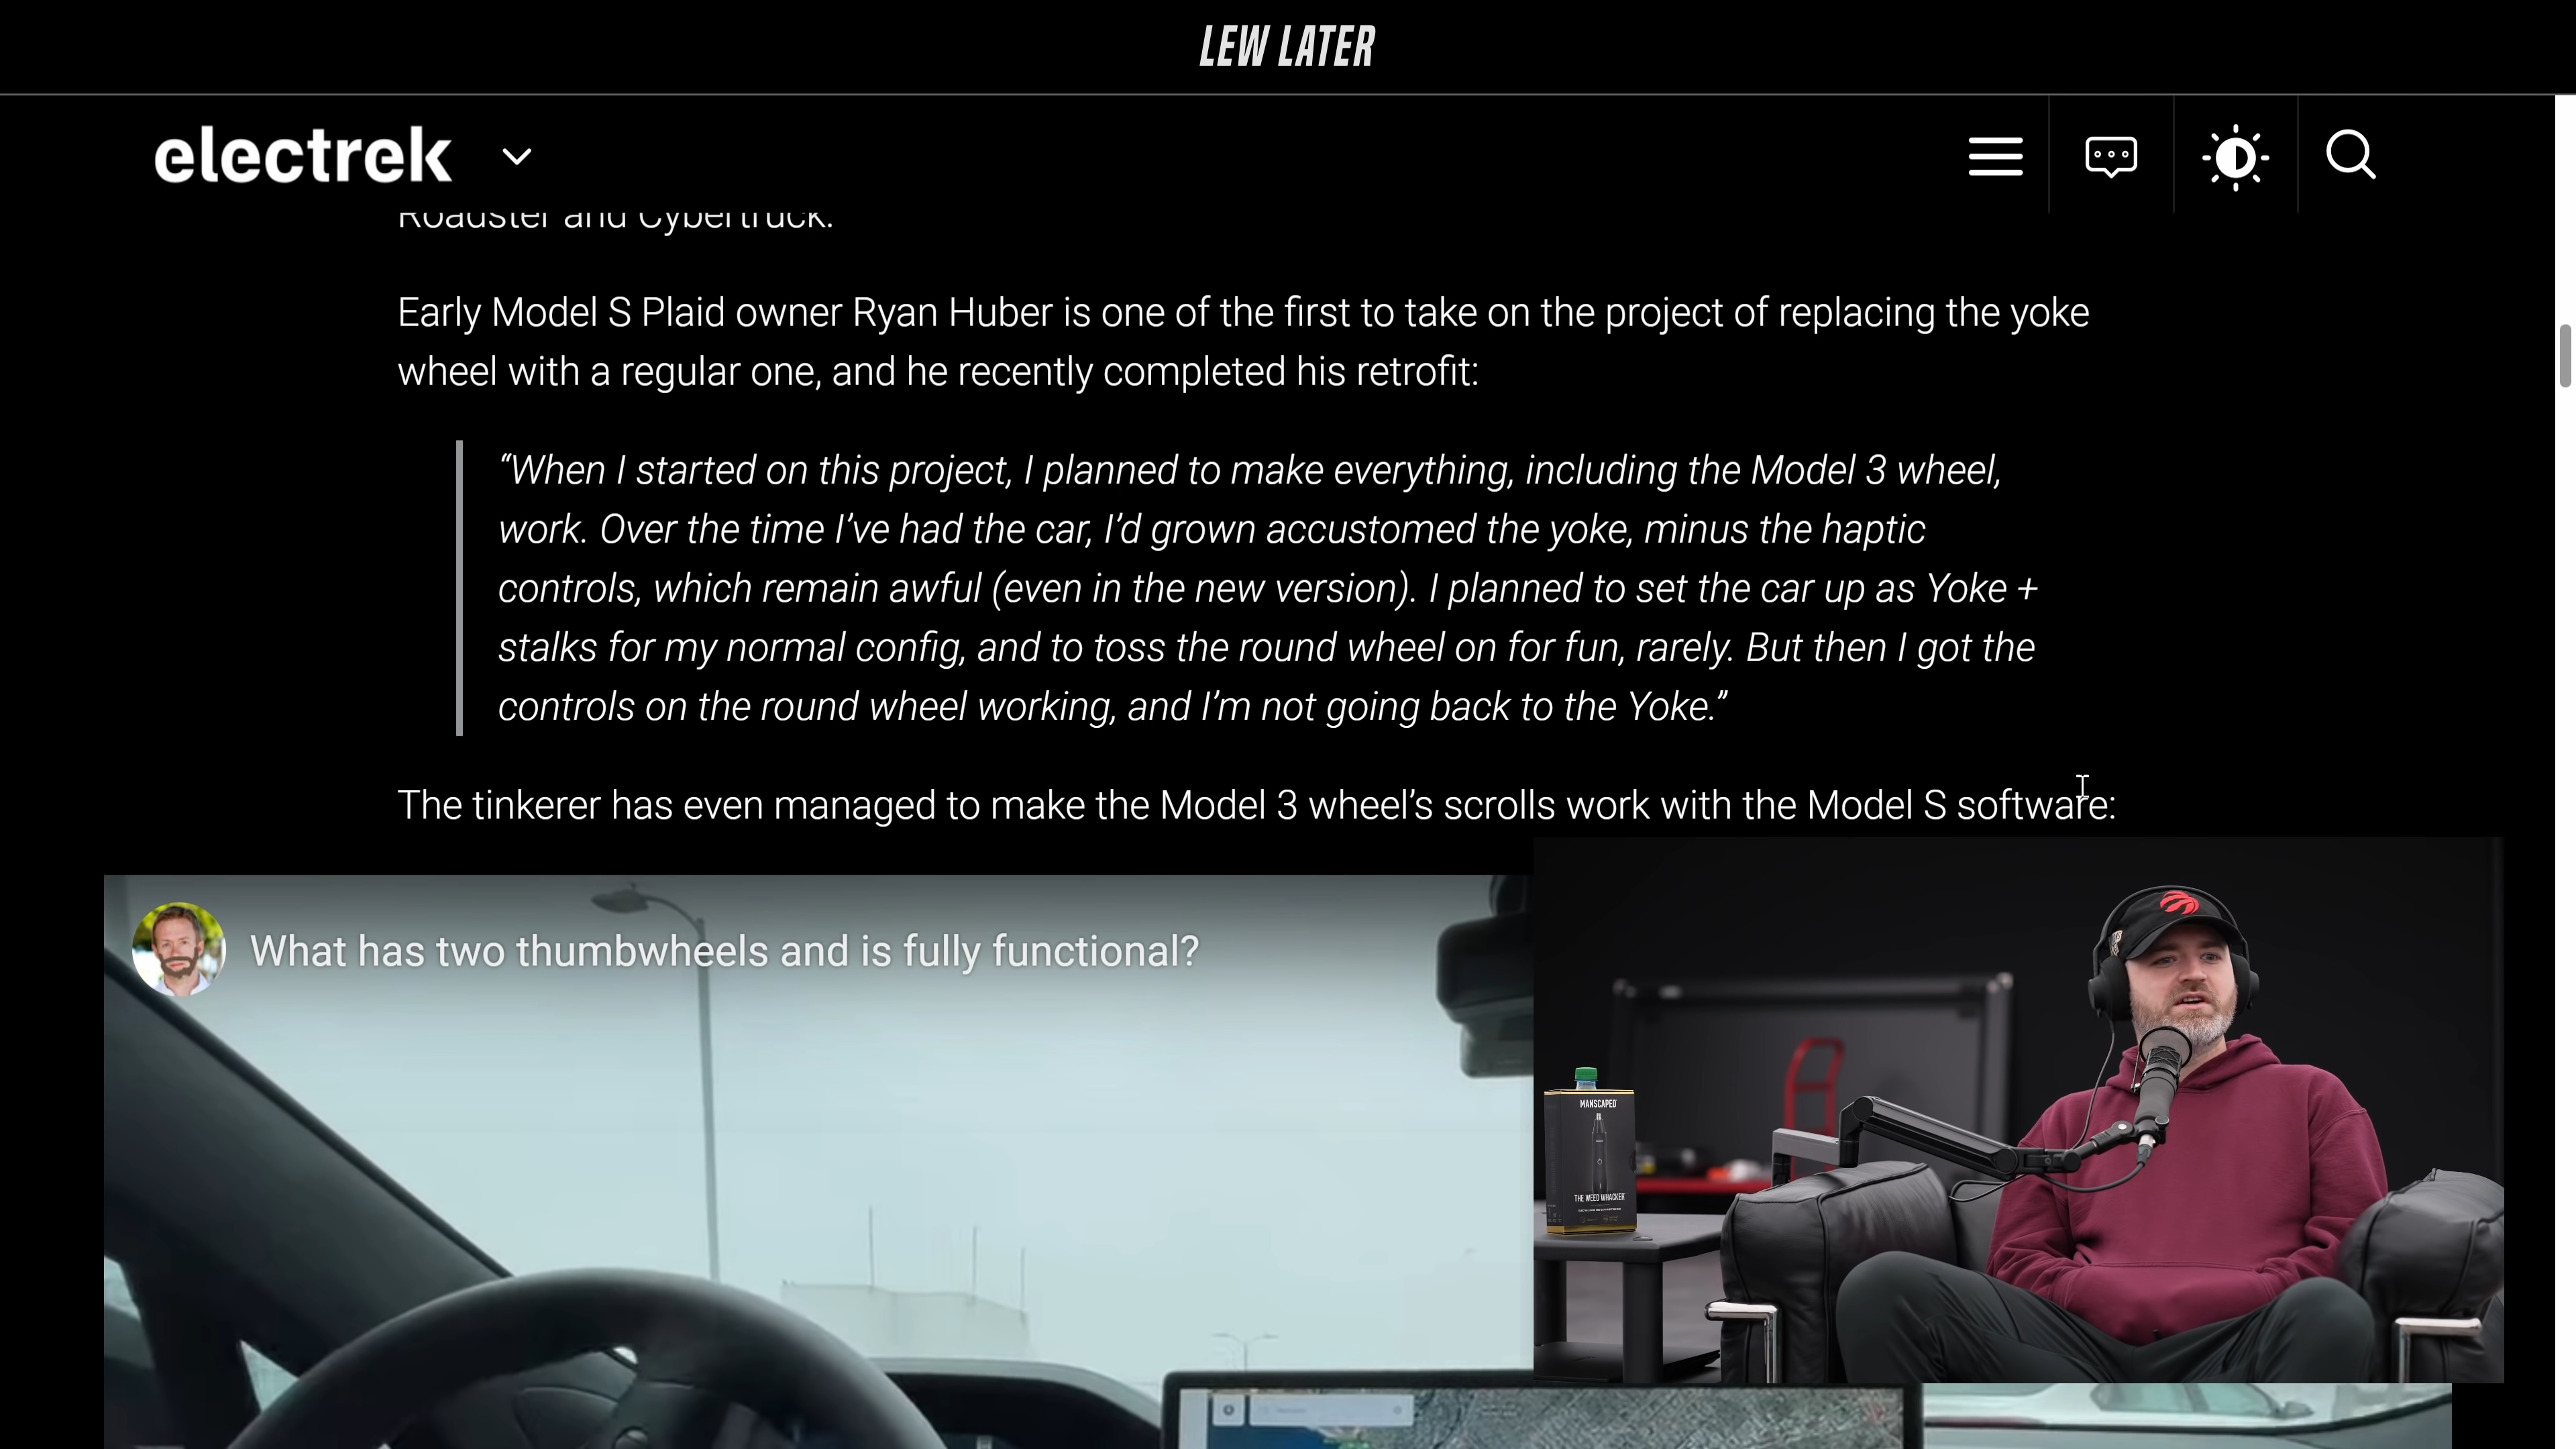 LEW LATER
electrek
Roadster and Cybertruck.
Early Model S Plaid owner Ryan Huber is one of the first to take on the project of replacing the yoke
wheel with a regular one, and he recently completed his retrofit:
“When I started on this project, I planned to make everything, including the Model 3 wheel,
work. Over the time I’ve had the car, I’d grown accustomed the yoke, minus the haptic
controls, which remain awful (even in the new version). I planned to set the car up as Yoke +
stalks for my normal config, and to toss the round wheel on for fun, rarely. But then I got the
controls on the round wheel working, and I’m not going back to the Yoke.”
The tinkerer has even managed to make the Model 3 wheel’s scrolls work with the Model S software:
What has two thumbwheels and is fully functional?
MANSCAPED
THE WEED WHACKER